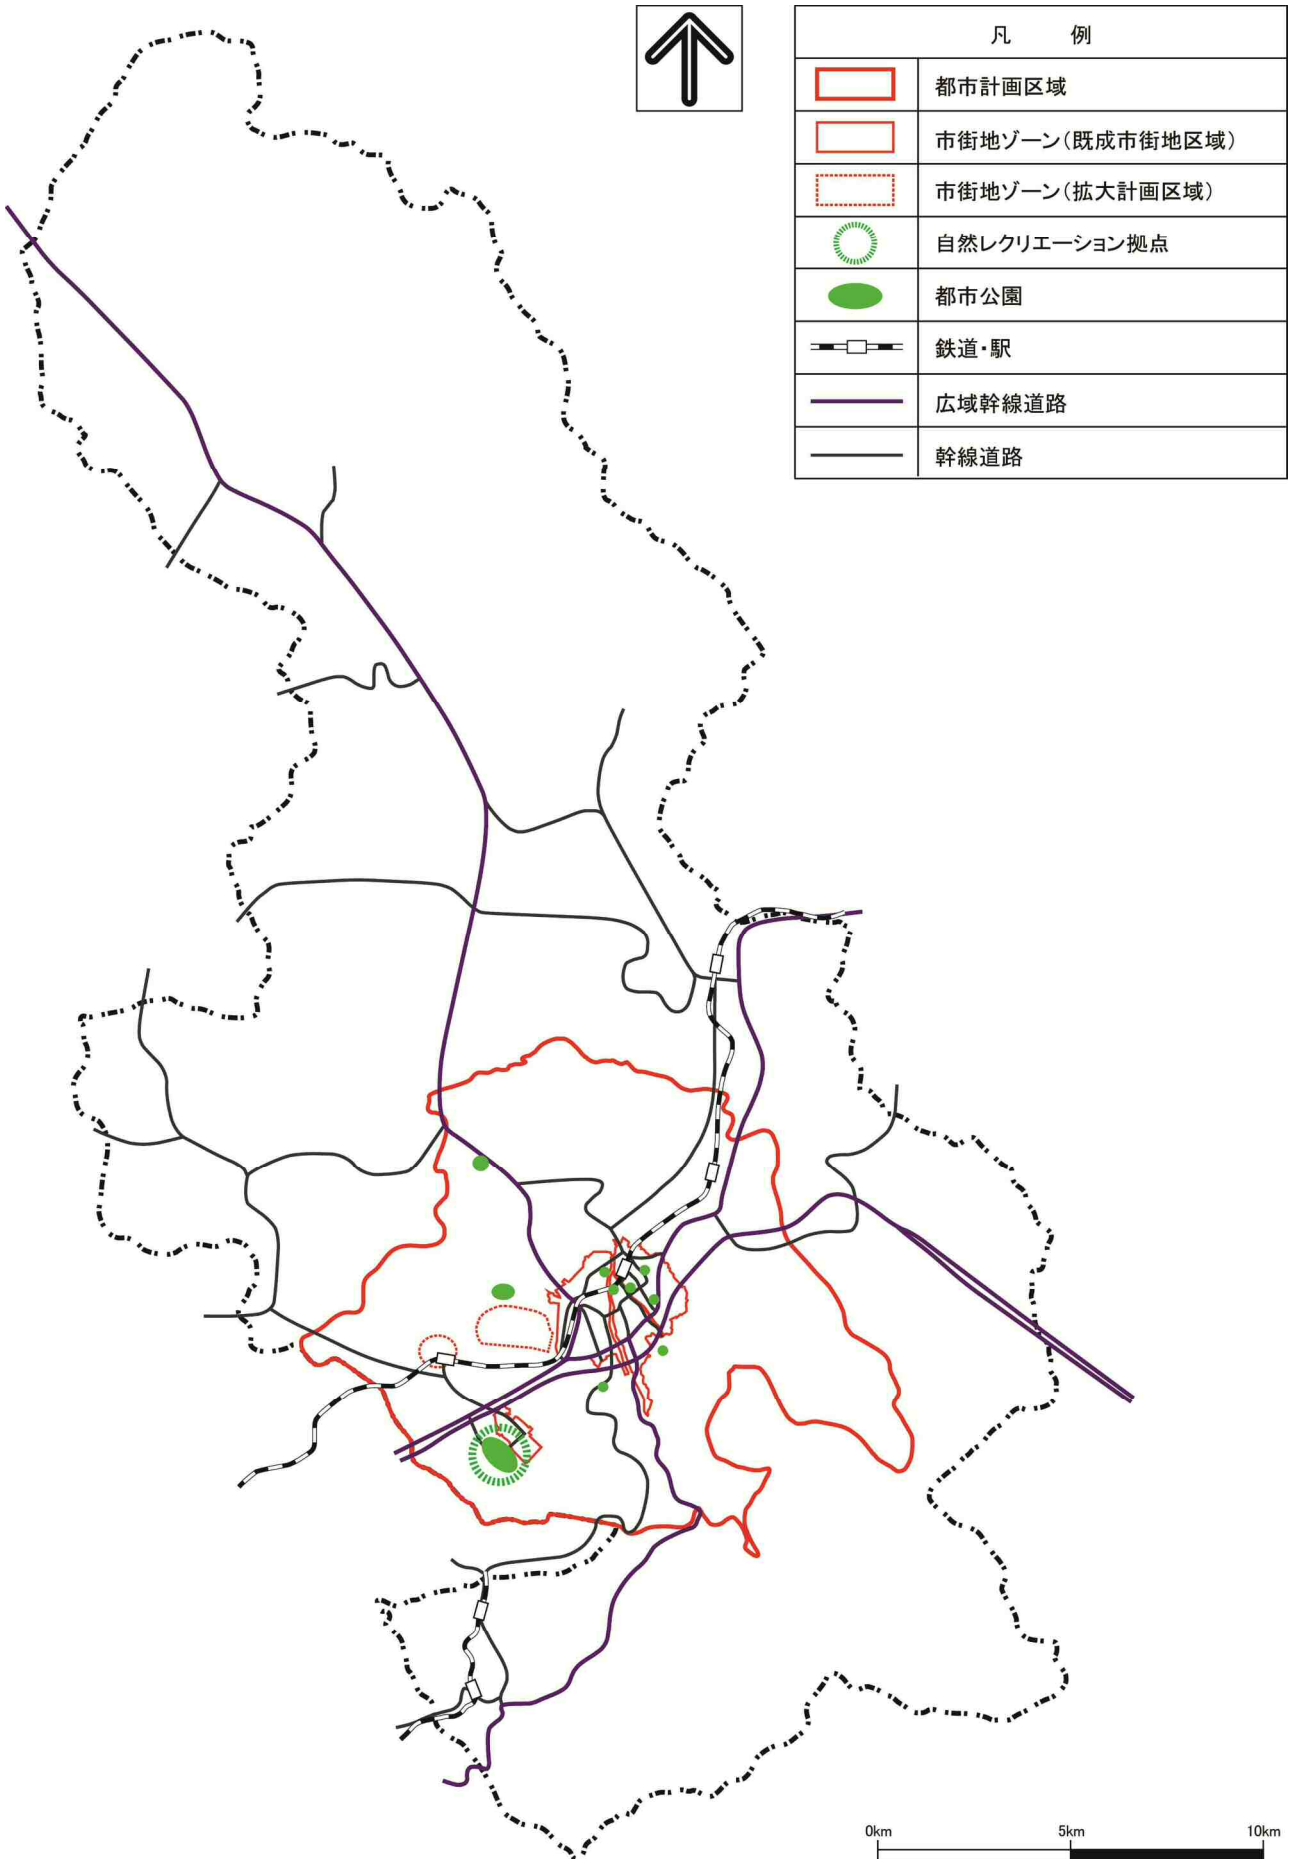 凡 例
都市計画区域
市街地ゾーン(既成市街地区域)
市街地ゾーン(拡大計画区域)
自然レクリエーション拠点
都市公園
鉄道・駅
広域幹線道路
幹線道路
0km 5km 10km